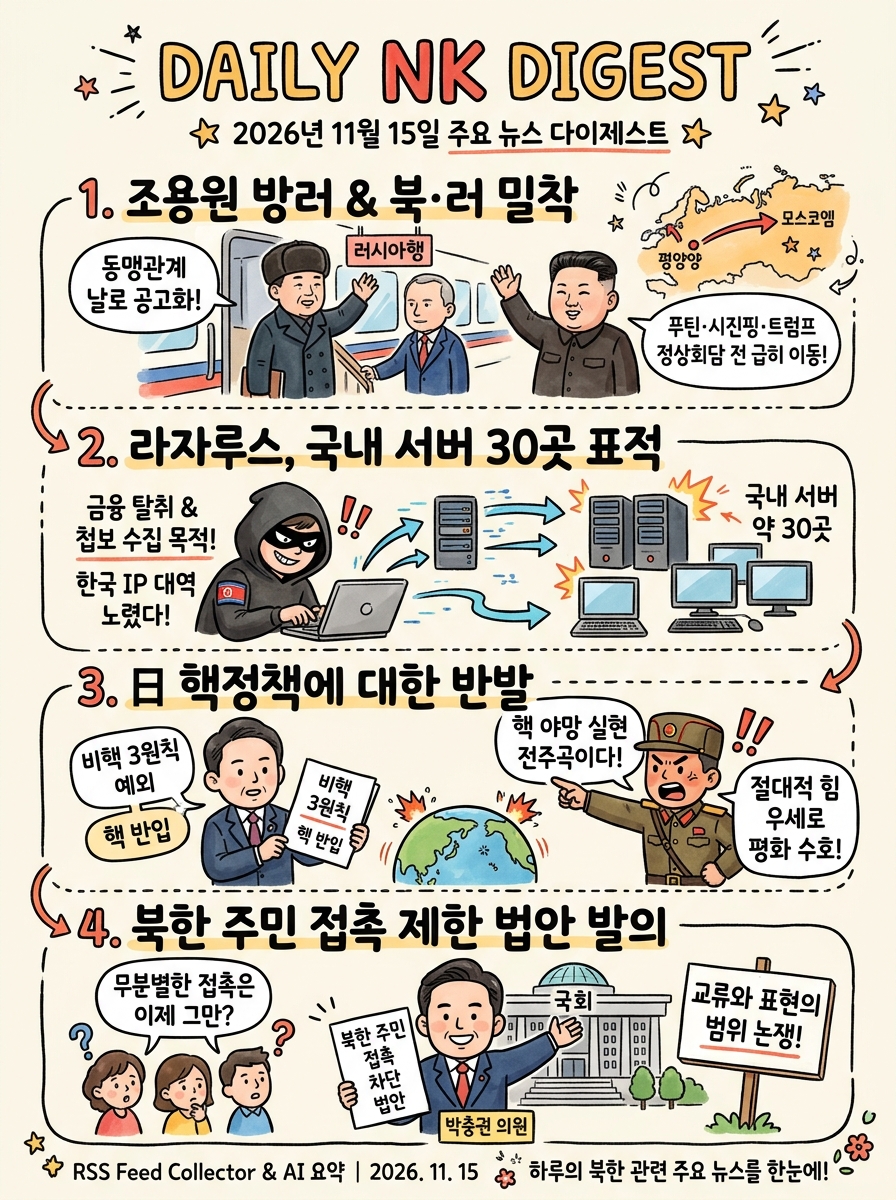 DAILY NK DIGEST
2026년 11월 15일 주요 뉴스 다이제스트
1. 조용원 방러 & 북·러 밀착
동맹관계
날로 공고화!
러시아행
모스코엠
평양양
푸틴·시진핑·트럼프
정상회담 전 급히 이동!
2. 라자루스, 국내 서버 30곳 표적
금융 탈취 &
첩보 수집 목적!
한국 IP 대역
노렸다!
국내 서버
약 30곳
3. 日 핵정책에 대한 반발
비핵 3원칙
예외
핵 반입
비핵
3원칙
핵 반입
핵 야망 실현
전주곡이다!
절대적 힘
우세로
평화 수호!
4. 북한 주민 접촉 제한 법안 발의
무분별한 접촉은
이제 그만?
북한 주민
접촉
차단
법안
박충권 의원
국회
교류와 표현의
범위 논쟁!
RSS Feed Collector & AI 요약 | 2026. 11. 15
하루의 북한 관련 주요 뉴스를 한눈에!